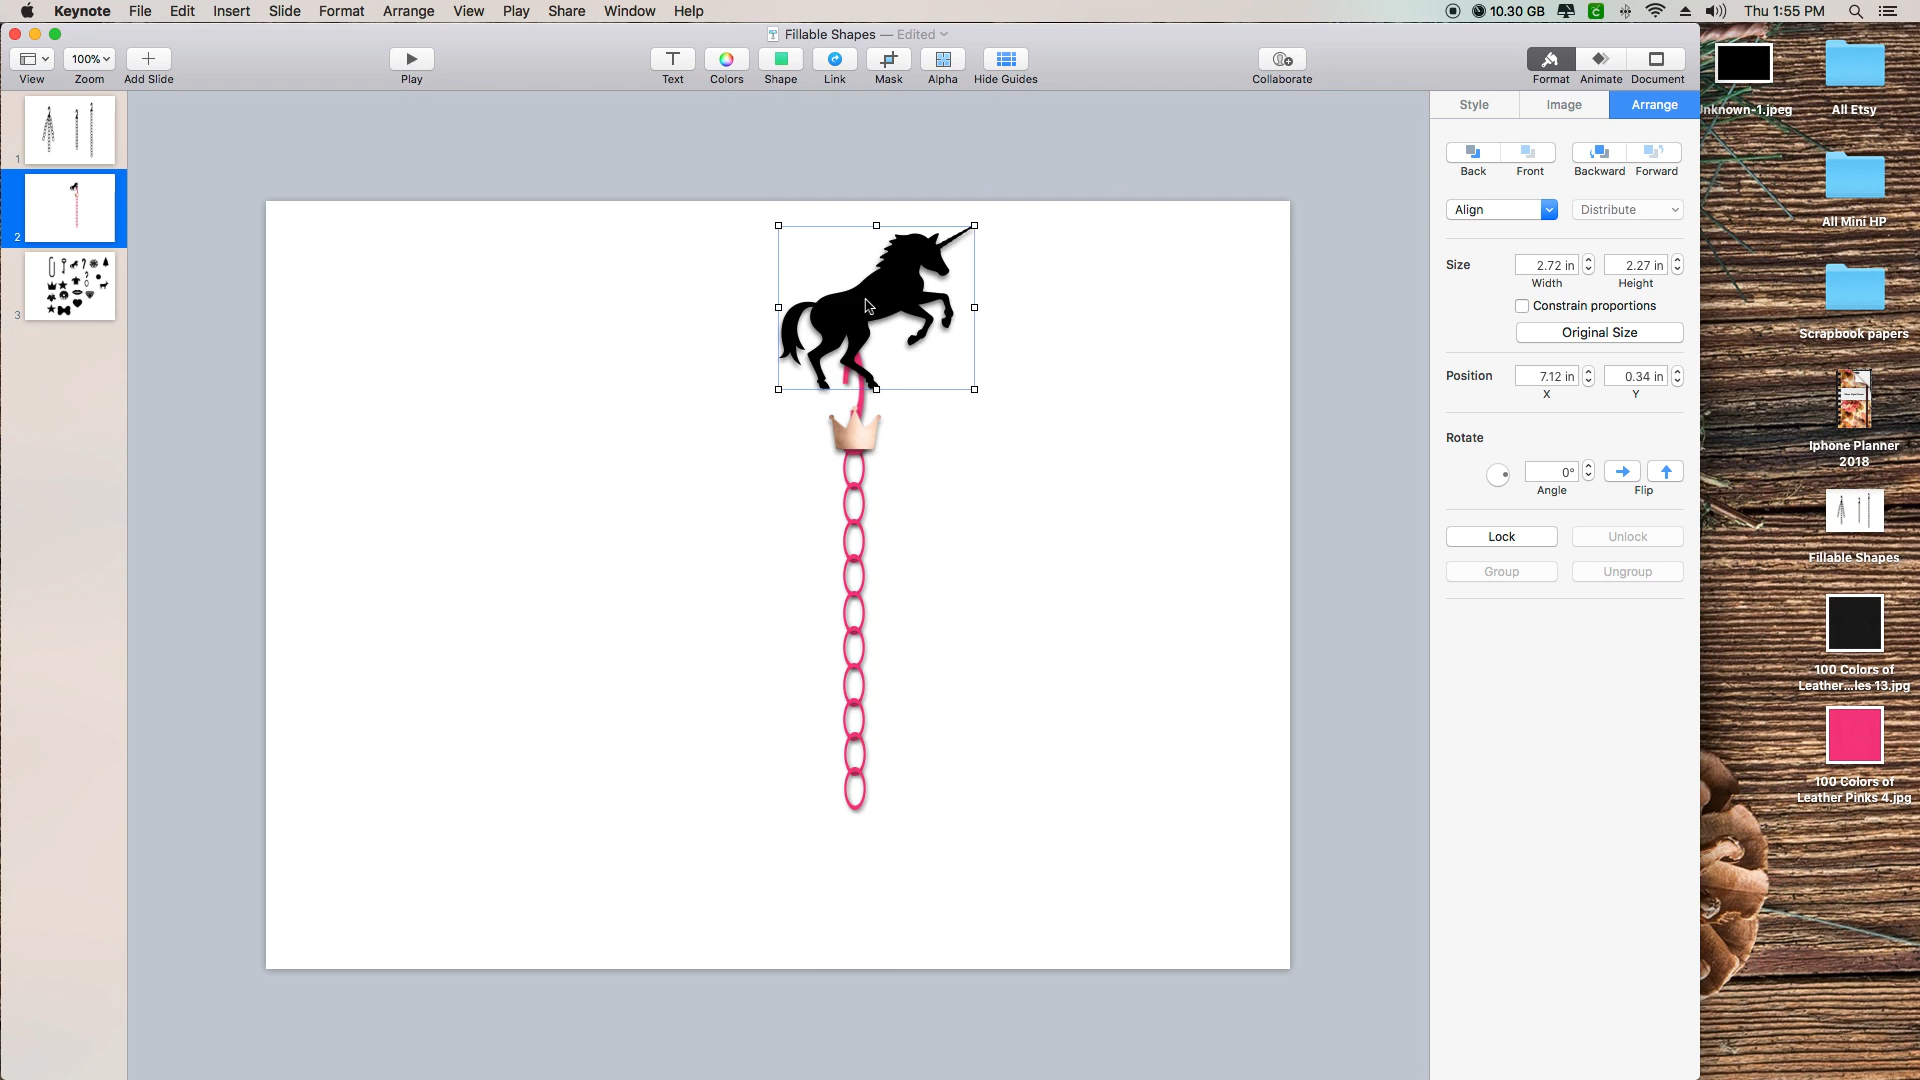 Keynote File Edit Insert Slide Format Arrange View Play Share Window Help 10.30 GB Thu 1:55 PM
Fillable Shapes — Edited
100%
View Zoom Add Slide Play Text Colors Shape Link Mask Alpha Hide Guides Collaborate Format Animate Document
Style Image Arrange
Back Front Backward Forward
Align Distribute
Size 2.72 in 2.27 in
Width Height
Constrain proportions
Original Size
Position 7.12 in 0.34 in
X Y
Rotate
0°
Angle Flip
Lock Unlock
Group Ungroup
1
2
3
nknown-1.jpeg All Etsy
All Mini HP
Scrapbook papers
Iphone Planner
2018
Fillable Shapes
100 Colors of
Leather...les 13.jpg
100 Colors of
Leather Pinks 4.jpg